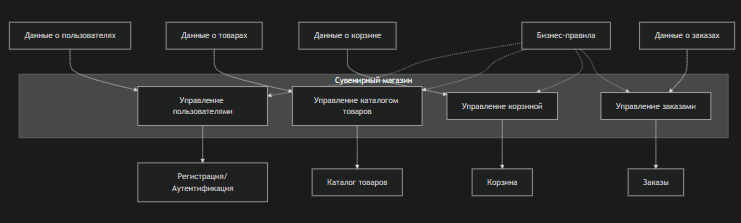 Данные о пользователях
Данные о товарах
Данные о корзине
Бизнес-правила
Данные о заказах
Сувенирный магазин
Управление
пользователями
Управление каталогом
товаров
Управление корзиной
Управление заказами
Регистрация/
Аутентификация
Каталог товаров
Корзина
Заказы